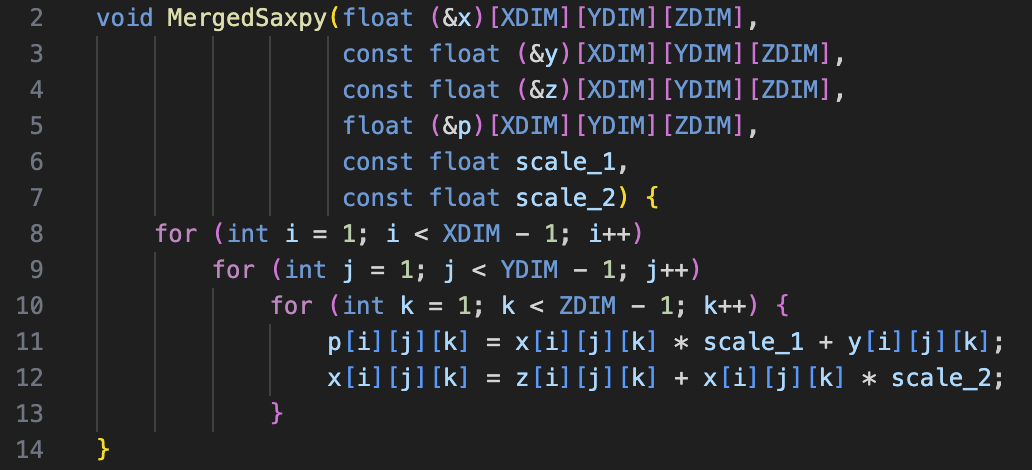 2 void MergedSaxpy(float (&x)[XDIM][YDIM][ZDIM],
3 const float (&y)[XDIM][YDIM][ZDIM],
4 const float (&z)[XDIM][YDIM][ZDIM],
5 float (&p)[XDIM][YDIM][ZDIM],
6 const float scale_1,
7 const float scale_2) {
8 for (int i = 1; i < XDIM - 1; i++)
9 for (int j = 1; j < YDIM - 1; j++)
10 for (int k = 1; k < ZDIM - 1; k++) {
11 p[i][j][k] = x[i][j][k] * scale_1 + y[i][j][k];
12 x[i][j][k] = z[i][j][k] + x[i][j][k] * scale_2;
13 }
14 }